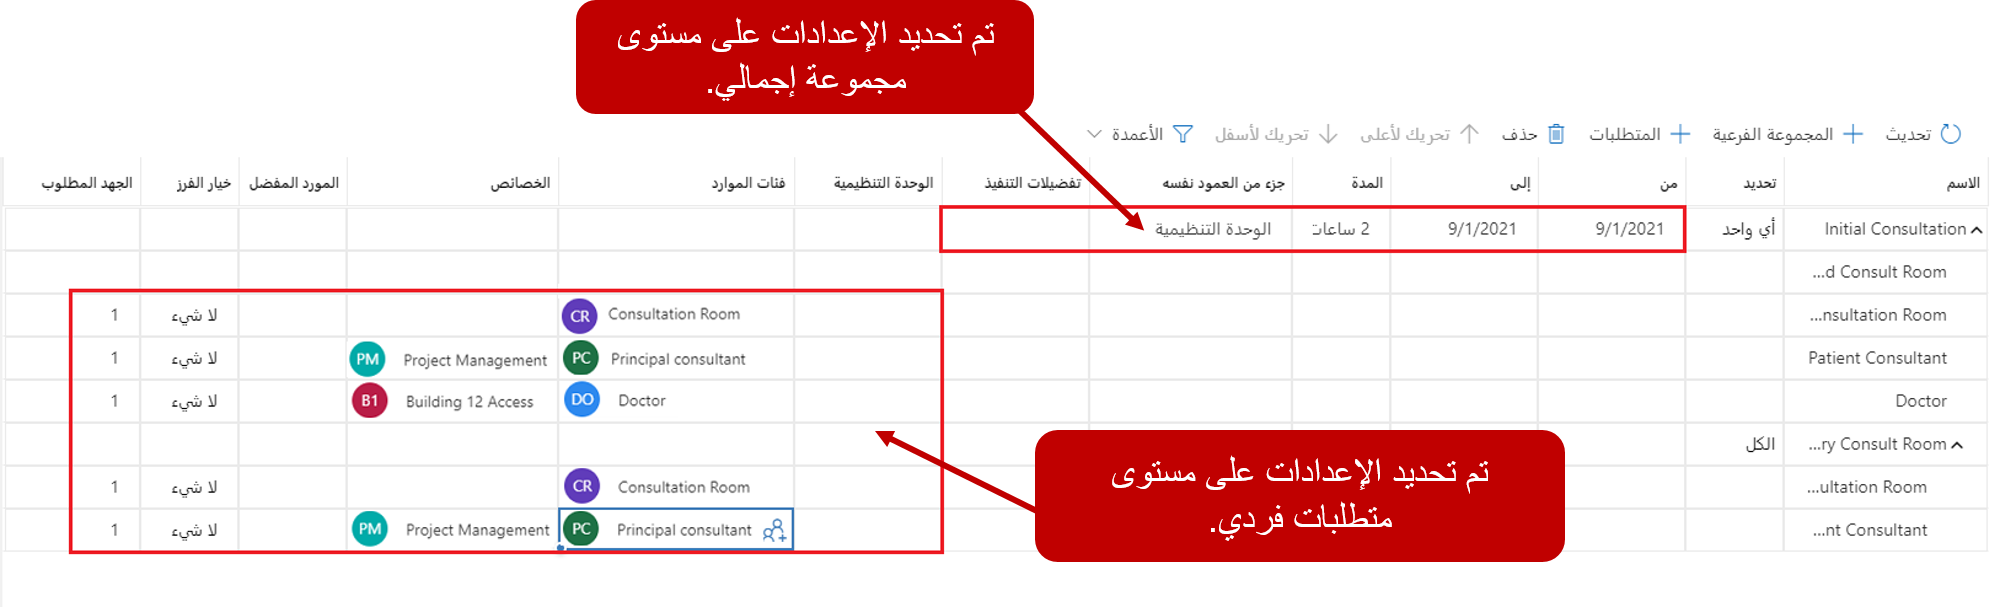 تم تحديد الإعدادات على مستوى
مجموعة إجمالي.
تحديث المجموعة الفرعية المتطلبات حذف تحريك لأعلى تحريك لأسفل الأعمدة
الاسم تحديد من إلى المدة جزء من العمود نفسه تفضيلات التنفيذ الوحدة التنظيمية فئات الموارد الخصائص المورد المفضل خيار الفرز الجهد المطلوب
Initial Consultation أي واحد 9/1/2021 9/1/2021 2 ساعات الوحدة التنظيمية
...d Consult Room
...nsultation Room CR Consultation Room لا شيء 1
Patient Consultant PC Principal consultant PM Project Management لا شيء 1
Doctor DO Doctor B1 Building 12 Access لا شيء 1
...ry Consult Room الكل
...ultation Room CR Consultation Room لا شيء 1
...nt Consultant PC Principal consultant PM Project Management لا شيء 1
تم تحديد الإعدادات على مستوى
متطلبات فردي.